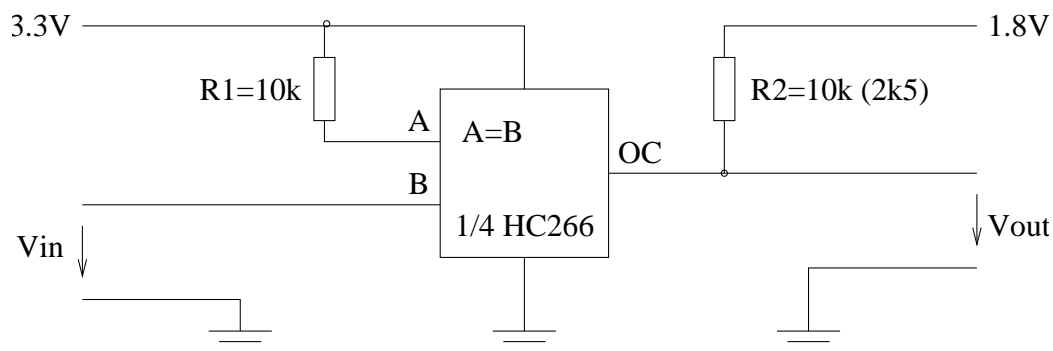 3.3V
1.8V
R1=10k
R2=10k (2k5)
A
A=B
OC
B
1/4 HC266
Vin
Vout